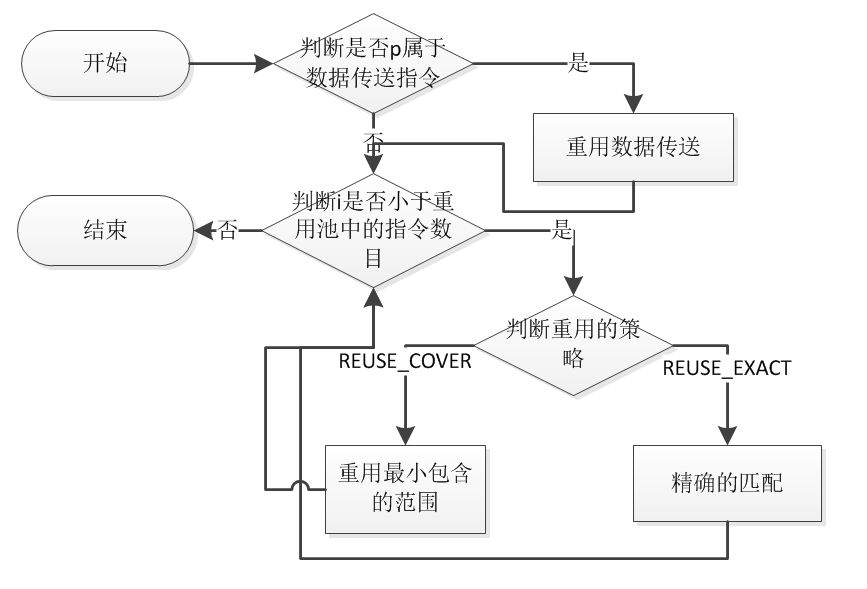 开始
判断是否p属于
数据传送指令
是
否
重用数据传送
判断i是否小于重
用池中的指令数
目
否
结束
是
判断重用的策
略
REUSE_COVER
REUSE_EXACT
重用最小包含
的范围
精确的匹配